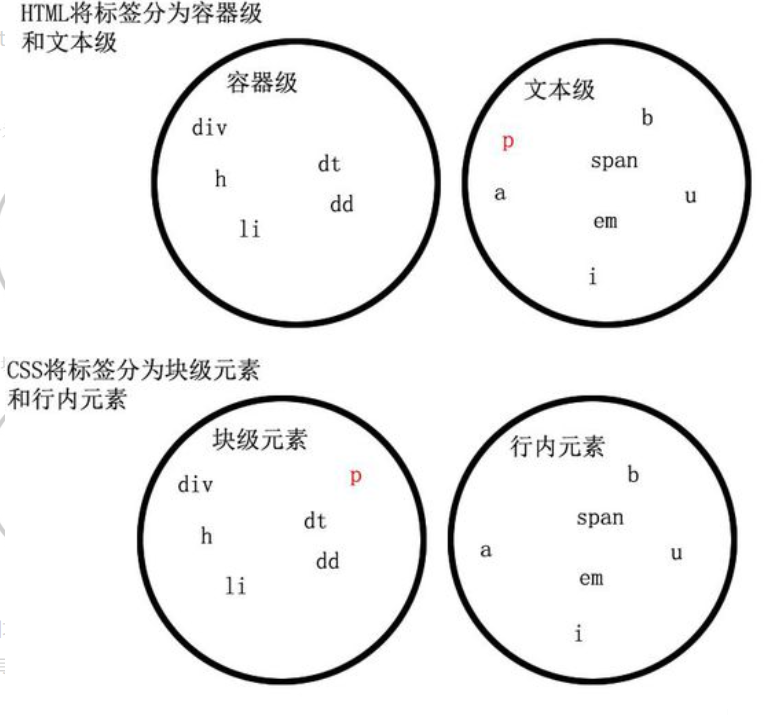 HTML将标签分为容器级
和文本级
容器级
div
h
dt
dd
li
文本级
b
p
span
a
u
em
i
CSS将标签分为块级元素
和行内元素
块级元素
p
div
dt
h
dd
li
行内元素
b
span
a
u
em
i